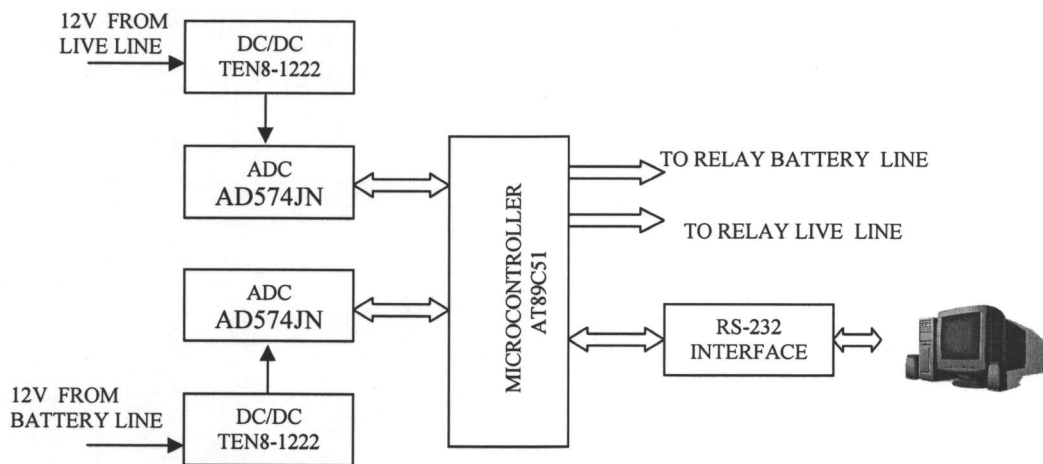 12V FROM
LIVE LINE
DC/DC
TEN8-1222
ADC
AD574JN
MICROCONTROLLER
AT89C51
TO RELAY BATTERY LINE
TO RELAY LIVE LINE
ADC
AD574JN
RS-232
INTERFACE
12V FROM
BATTERY LINE
DC/DC
TEN8-1222